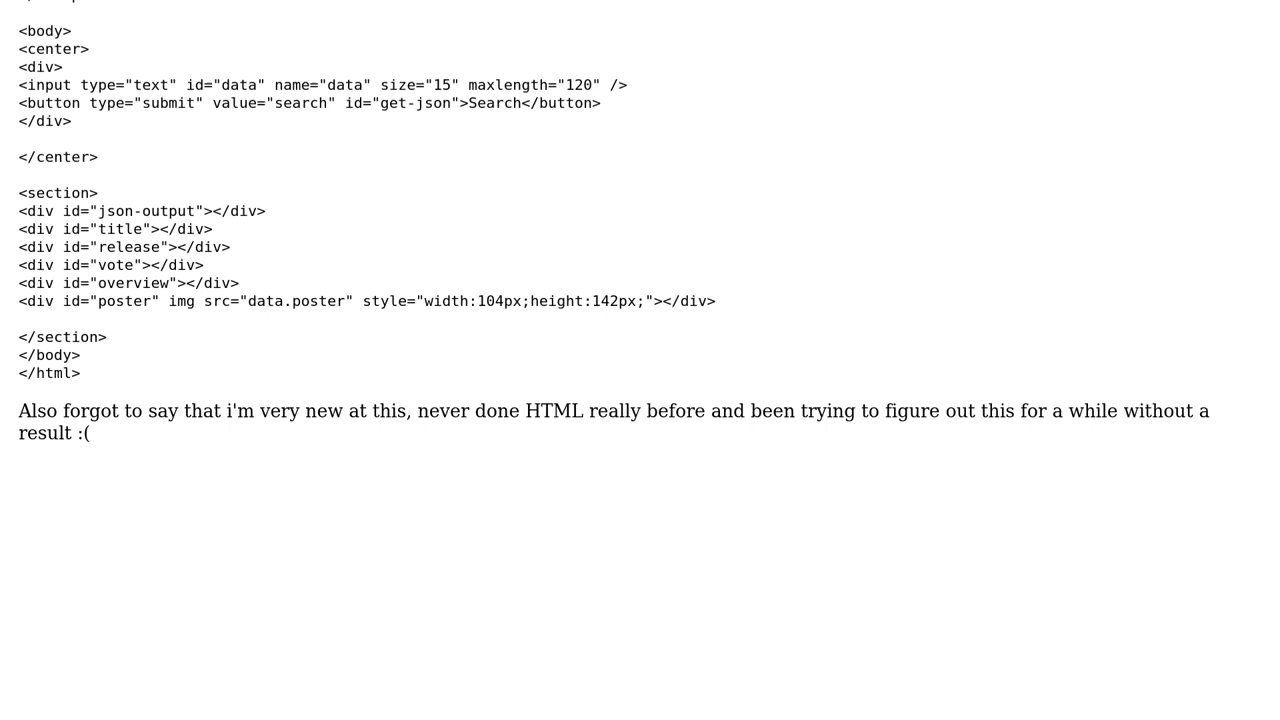 <body>
<center>
<div>
<input type="text" id="data" name="data" size="15" maxlength="120" />
<button type="submit" value="search" id="get-json">Search</button>
</div>
</center>
<section>
<div id="json-output"></div>
<div id="title"></div>
<div id="release"></div>
<div id="vote"></div>
<div id="overview"></div>
<div id="poster" img src="data.poster" style="width:104px;height:142px;"></div>
</section>
</body>
</html>
Also forgot to say that i'm very new at this, never done HTML really before and been trying to figure out this for a while without a
result :(